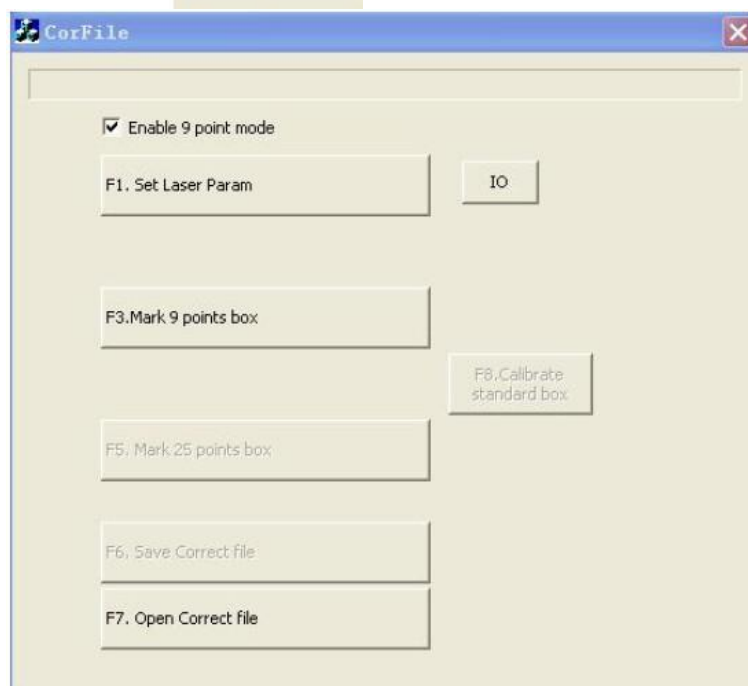 CorFile
Enable 9 point mode
F1. Set Laser Param
IO
F3.Mark 9 points box
F8.Calibrate
standard box
F5. Mark 25 points box
F6. Save Correct file
F7. Open Correct file